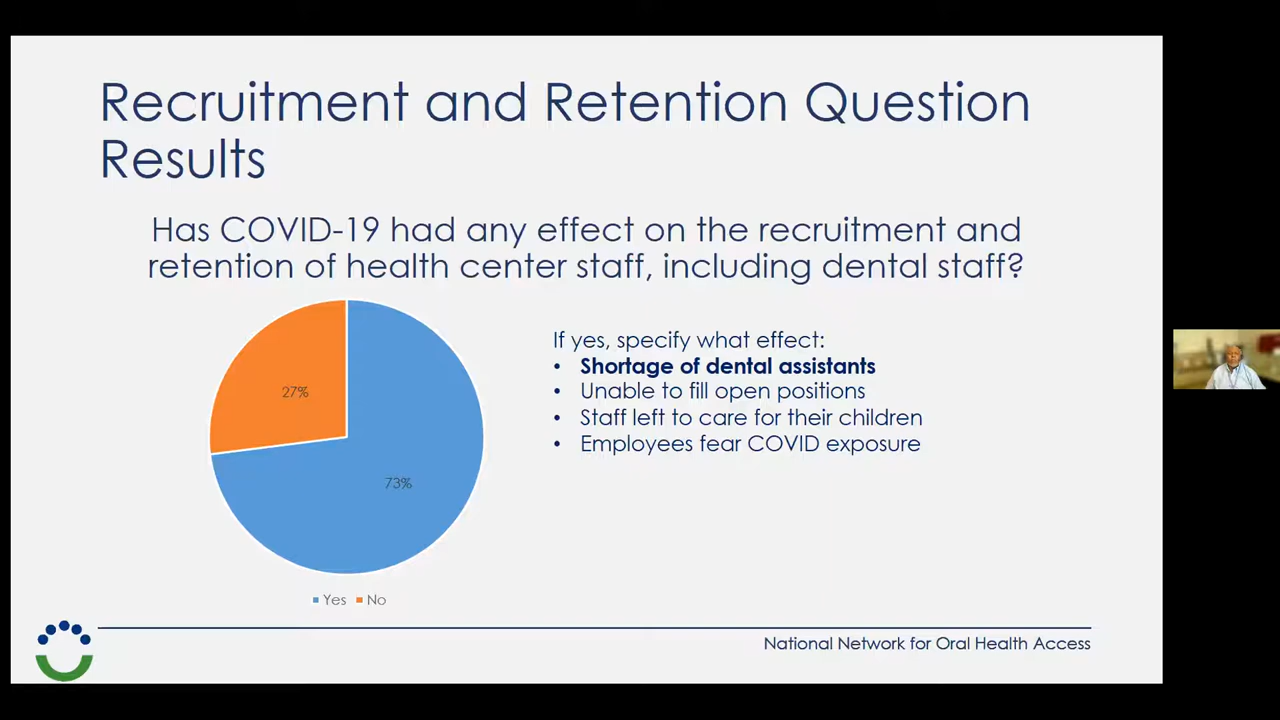 Recruitment and Retention Question
Results
Has COVID-19 had any effect on the recruitment and
retention of health center staff, including dental staff?
27%
73%
Yes No
If yes, specify what effect:
• Shortage of dental assistants
• Unable to fill open positions
• Staff left to care for their children
• Employees fear COVID exposure
National Network for Oral Health Access